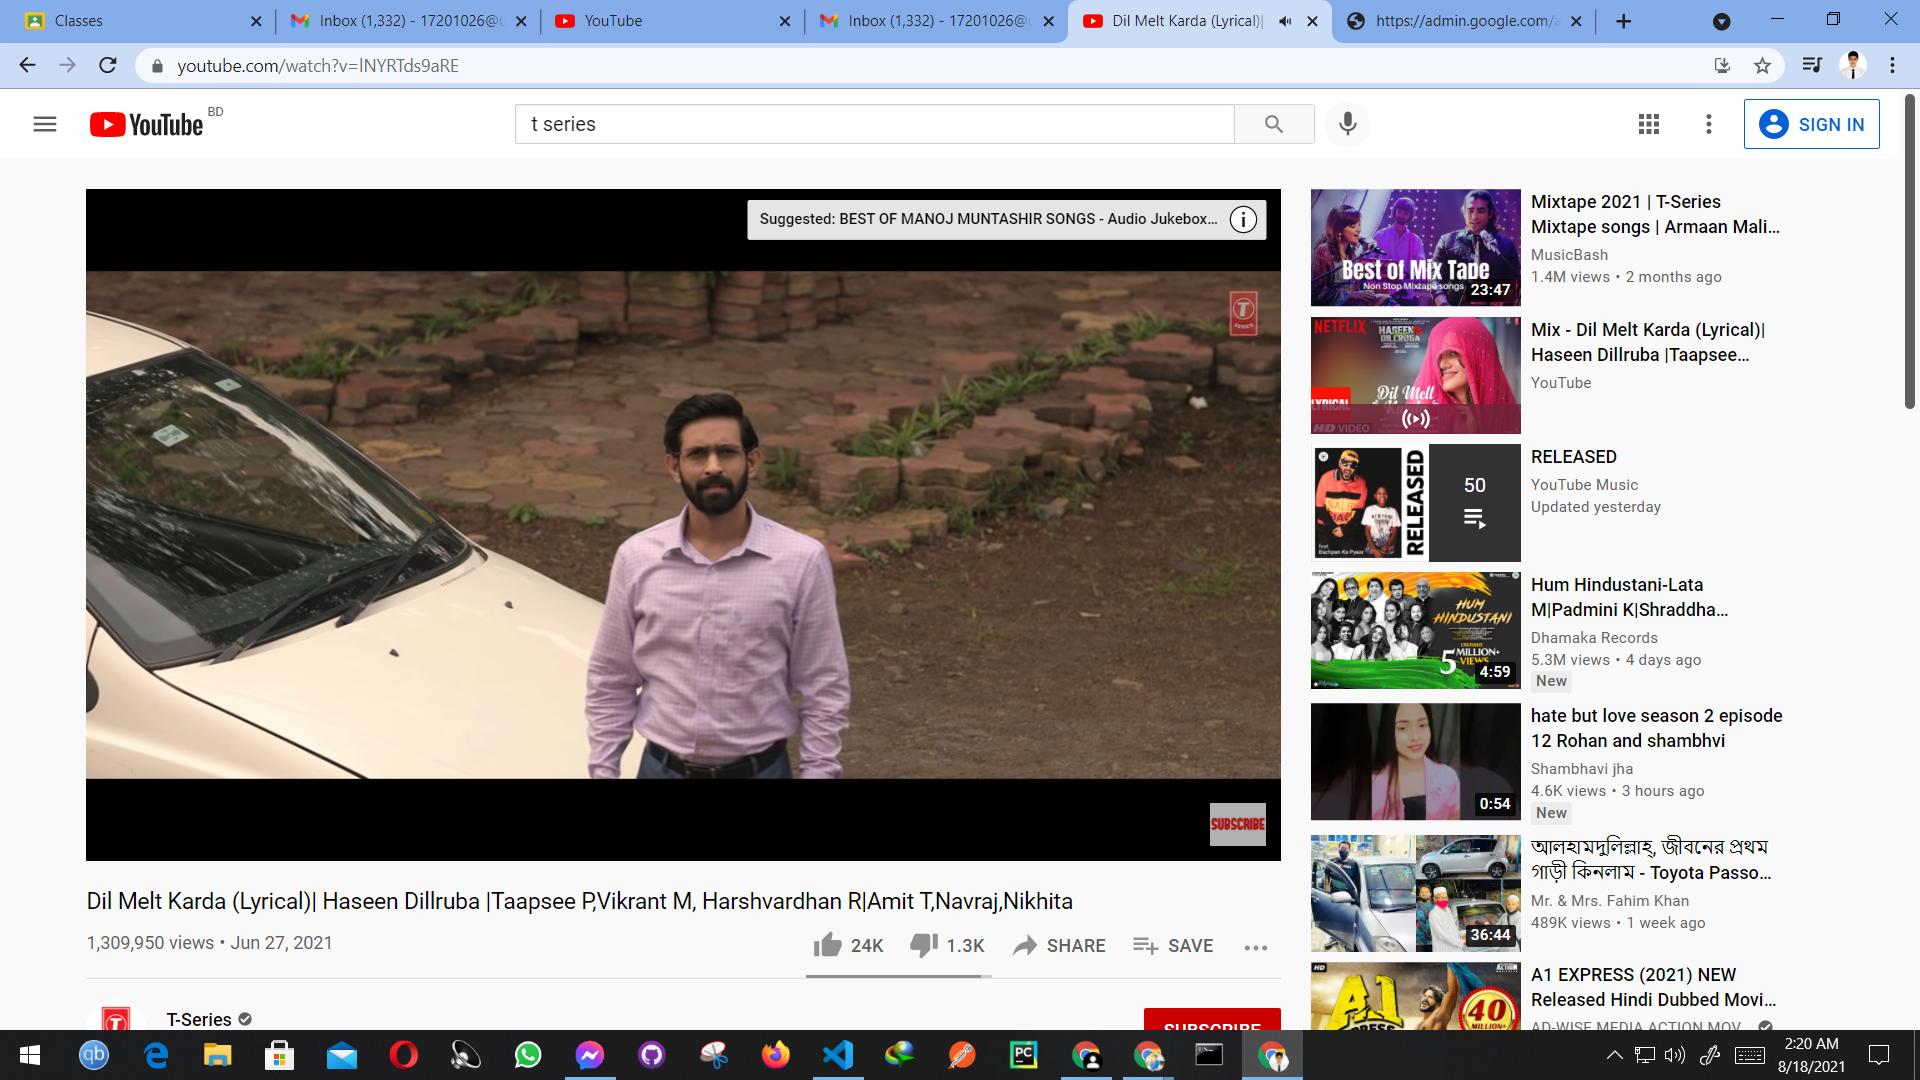 Classes
Inbox (1,332) - 17201026@u
YouTube
Inbox (1,332) - 17201026@u
Dil Melt Karda (Lyrical)|
https://admin.google.com/a
youtube.com/watch?v=lNYRTds9aRE
YouTube BD
t series
SIGN IN
Suggested: BEST OF MANOJ MUNTASHIR SONGS - Audio Jukebox...
T
SERIES
SUBSCRIBE
Dil Melt Karda (Lyrical)| Haseen Dillruba |Taapsee P,Vikrant M, Harshvardhan R|Amit T,Navraj,Nikhita
1,309,950 views • Jun 27, 2021
24K
1.3K
SHARE
SAVE
T-Series
SUBSCRIBE
Best of Mix Tape
Non Stop Mixtape songs
23:47
Mixtape 2021 | T-Series
Mixtape songs | Armaan Mali...
MusicBash
1.4M views • 2 months ago
NETFLIX
HASEEN
DILLRUBA
Dil Melt
LYRICAL
HD VIDEO
Mix - Dil Melt Karda (Lyrical)|
Haseen Dillruba |Taapsee...
YouTube
RELEASED
feat.
Bachpan Ka Pyaar
50
RELEASED
YouTube Music
Updated yesterday
HUM
HINDUSTANI
CROSSED
5 MILLION+
VIEWS
4:59
Hum Hindustani-Lata
M|Padmini K|Shraddha...
Dhamaka Records
5.3M views • 4 days ago
New
0:54
hate but love season 2 episode
12 Rohan and shambhvi
Shambhavi jha
4.6K views • 3 hours ago
New
36:44
আলহামদুলিল্লাহ, জীবনের প্রথম
গাড়ী কিনলাম - Toyota Passo...
Mr. & Mrs. Fahim Khan
489K views • 1 week ago
HD
A1
EXPRESS
40
MILLION+
A1 EXPRESS (2021) NEW
Released Hindi Dubbed Movi...
AD-WISE MEDIA ACTION MOV...
qb
PC
2:20 AM
8/18/2021